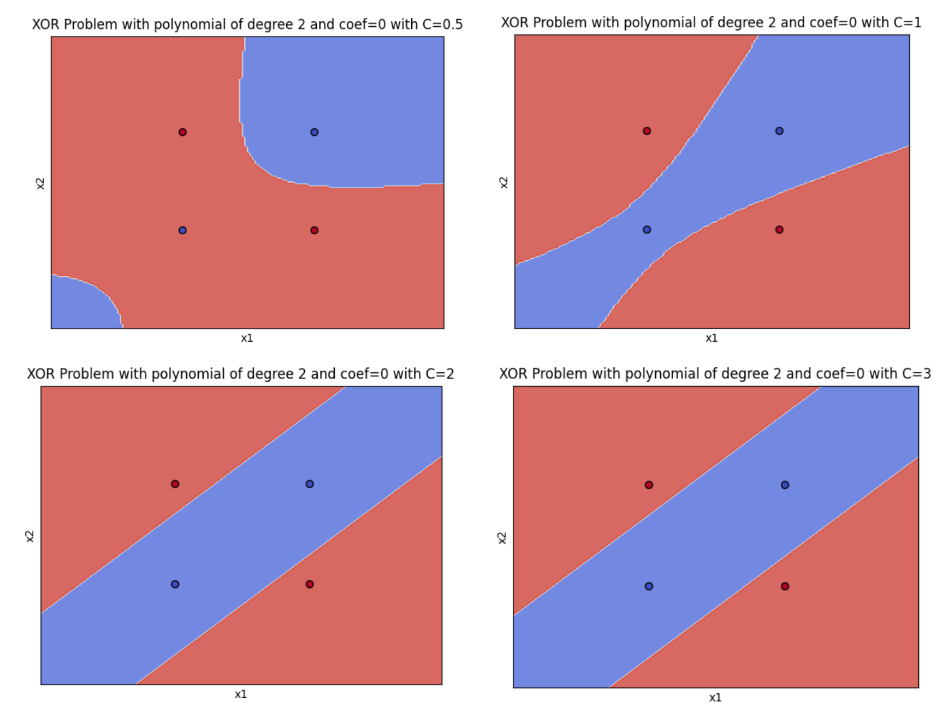 XOR Problem with polynomial of degree 2 and coef=0 with C=0.5
x2
x1
XOR Problem with polynomial of degree 2 and coef=0 with C=1
x2
x1
XOR Problem with polynomial of degree 2 and coef=0 with C=2
x2
x1
XOR Problem with polynomial of degree 2 and coef=0 with C=3
x2
x1